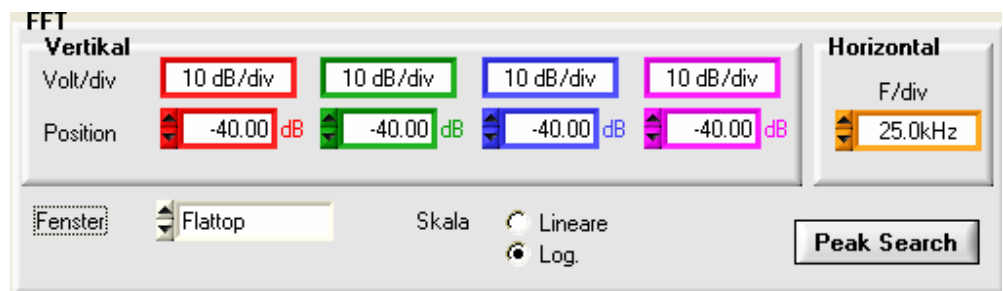 FFT
Vertikal
Horizontal
Volt/div 10 dB/div 10 dB/div 10 dB/div 10 dB/div
F/div
Position -40.00 dB -40.00 dB -40.00 dB -40.00 dB
25.0kHz
Fenster Flattop Skala Lineare
Log.
Peak Search